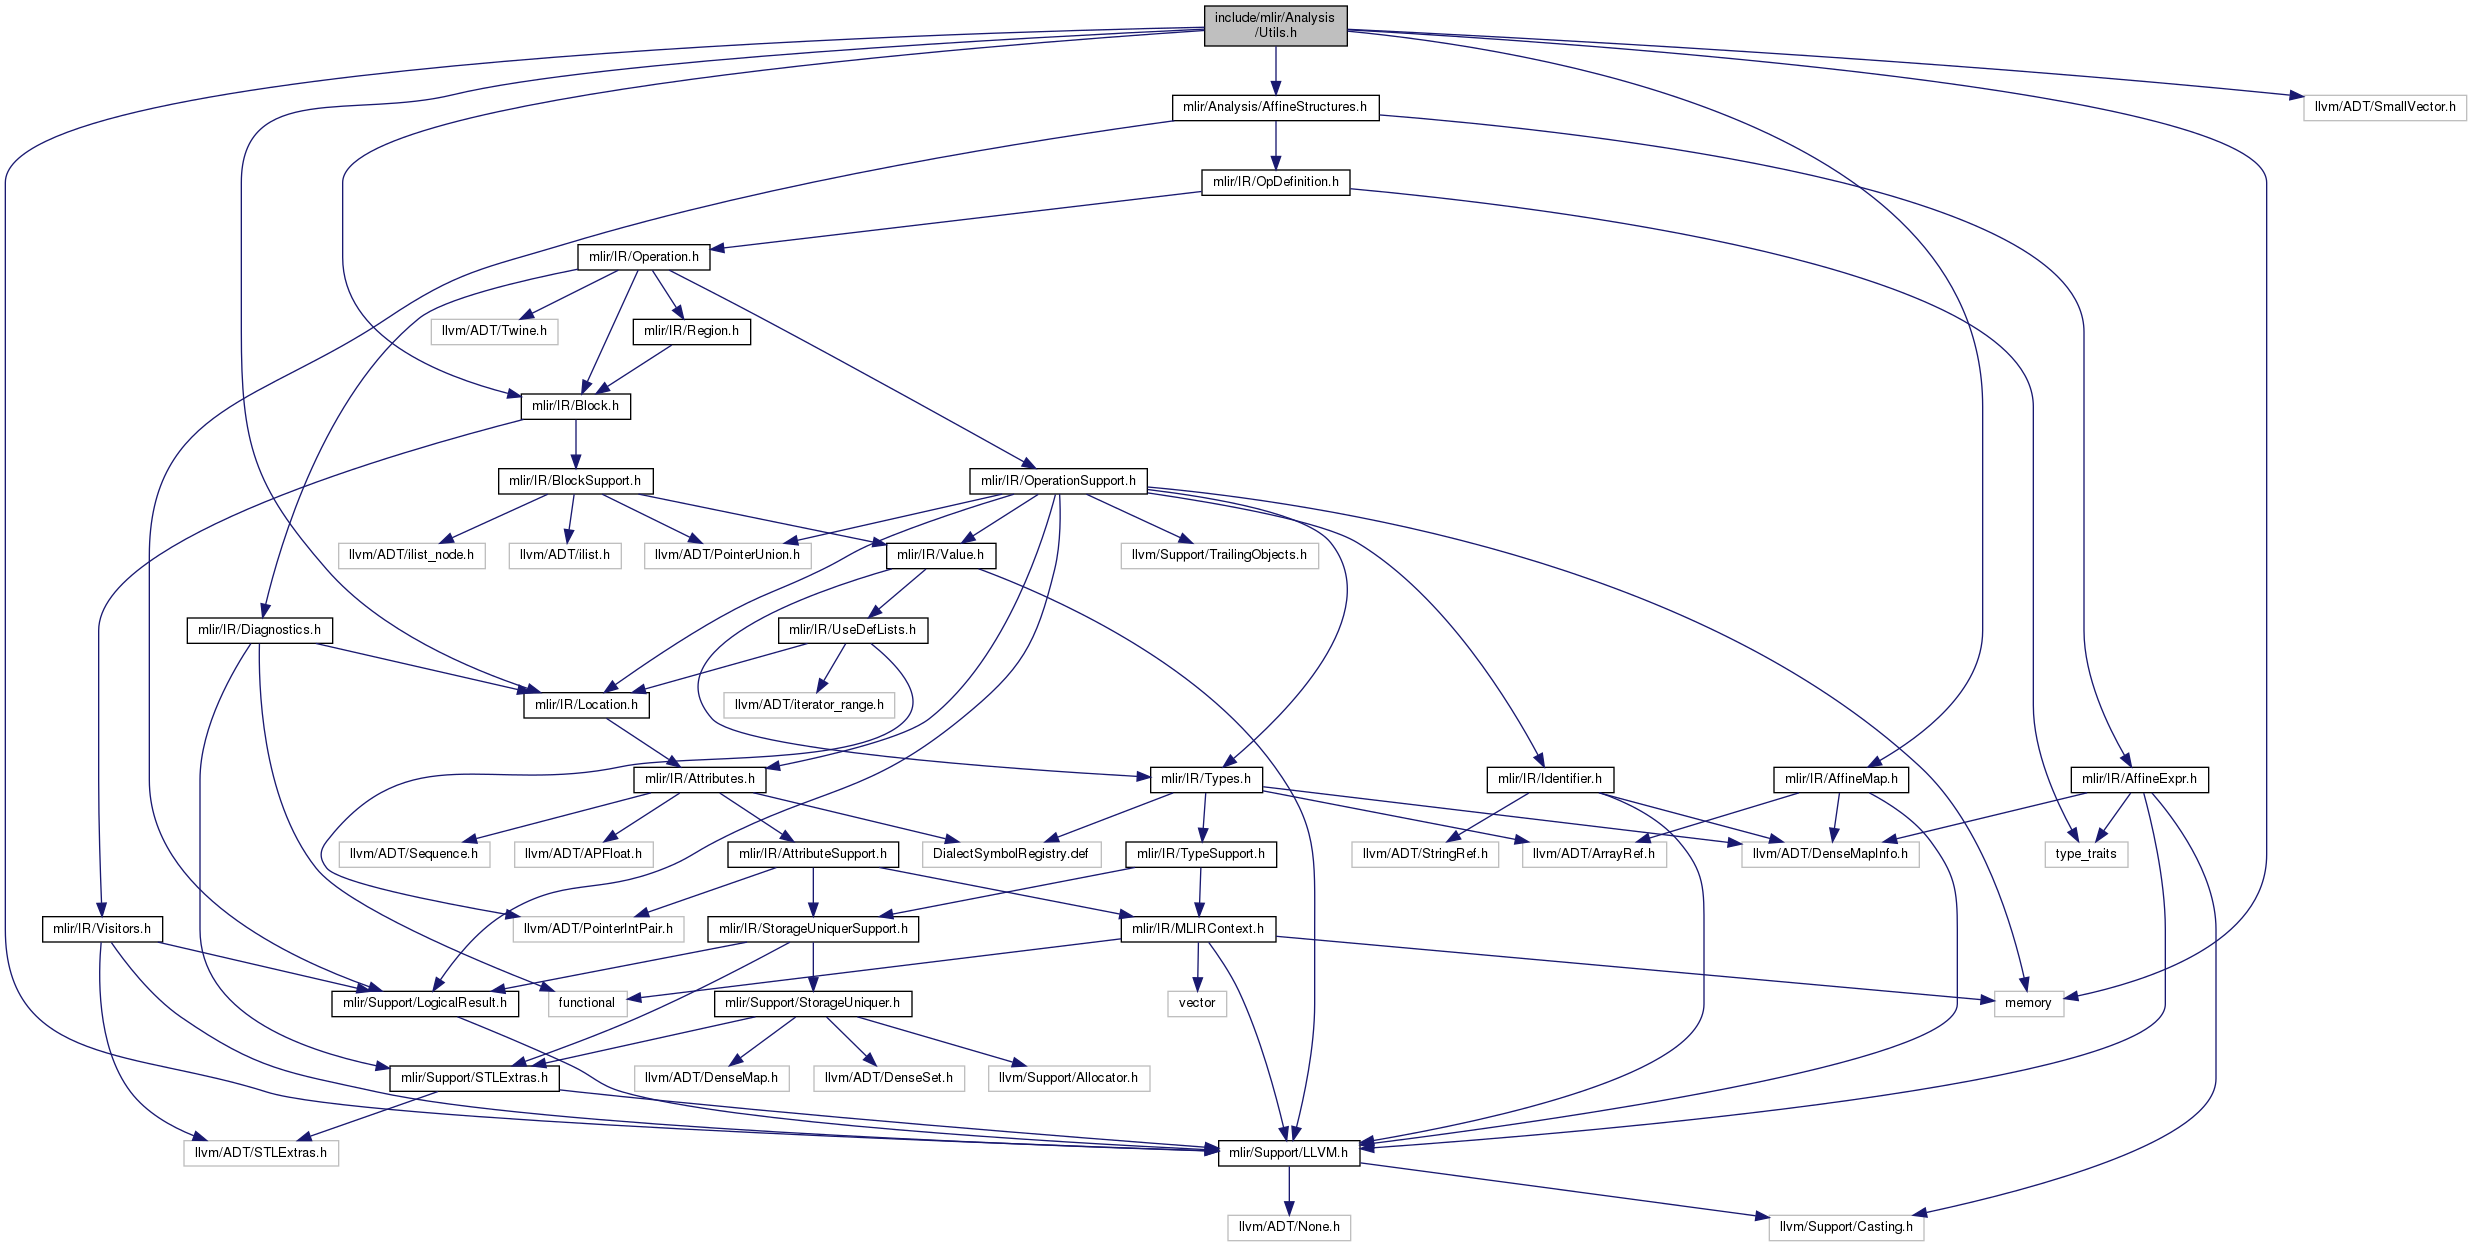 include/mlir/Analysis
/Utils.h
mlir/Analysis/AffineStructures.h
llvm/ADT/SmallVector.h
mlir/IR/OpDefinition.h
mlir/IR/Operation.h
llvm/ADT/Twine.h
mlir/IR/Region.h
mlir/IR/Block.h
mlir/IR/BlockSupport.h
mlir/IR/OperationSupport.h
llvm/ADT/ilist_node.h
llvm/ADT/ilist.h
llvm/ADT/PointerUnion.h
mlir/IR/Value.h
llvm/Support/TrailingObjects.h
mlir/IR/Diagnostics.h
mlir/IR/UseDefLists.h
mlir/IR/Location.h
llvm/ADT/iterator_range.h
mlir/IR/Attributes.h
mlir/IR/Types.h
mlir/IR/Identifier.h
mlir/IR/AffineMap.h
mlir/IR/AffineExpr.h
llvm/ADT/Sequence.h
llvm/ADT/APFloat.h
mlir/IR/AttributeSupport.h
DialectSymbolRegistry.def
mlir/IR/TypeSupport.h
llvm/ADT/StringRef.h
llvm/ADT/ArrayRef.h
llvm/ADT/DenseMapInfo.h
type_traits
mlir/IR/Visitors.h
llvm/ADT/PointerIntPair.h
mlir/IR/StorageUniquerSupport.h
mlir/IR/MLIRContext.h
mlir/Support/LogicalResult.h
functional
mlir/Support/StorageUniquer.h
vector
memory
mlir/Support/STLExtras.h
llvm/ADT/DenseMap.h
llvm/ADT/DenseSet.h
llvm/Support/Allocator.h
llvm/ADT/STLExtras.h
mlir/Support/LLVM.h
llvm/ADT/None.h
llvm/Support/Casting.h